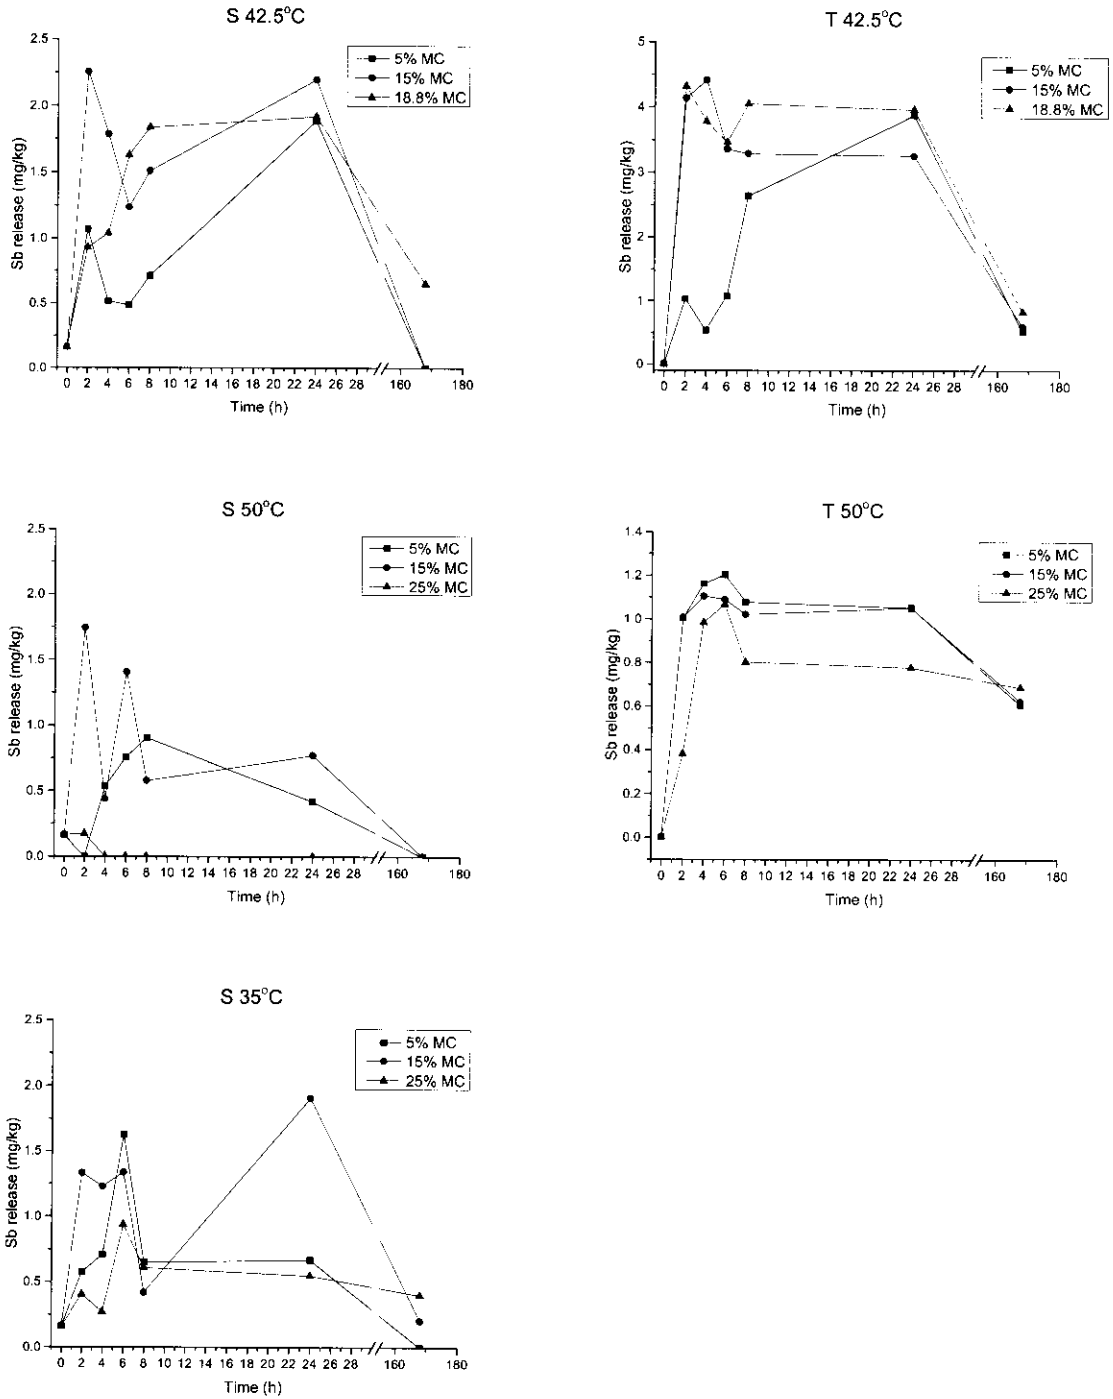 S 42.5°C
5% MC
15% MC
18.8% MC
Sb release (mg/kg)
2.5
2.0
1.5
1.0
0.5
0.0
0 2 4 6 8 10 12 14 16 18 20 22 24 26 28 160 180
Time (h)
T 42.5°C
5% MC
15% MC
18.8% MC
Sb release (mg/kg)
5
4
3
2
1
0
0 2 4 6 8 10 12 14 16 18 20 22 24 26 28 160 180
Time (h)
S 50°C
5% MC
15% MC
25% MC
Sb release (mg/kg)
2.5
2.0
1.5
1.0
0.5
0.0
0 2 4 6 8 10 12 14 16 18 20 22 24 26 28 160 180
Time (h)
T 50°C
5% MC
15% MC
25% MC
Sb release (mg/kg)
1.4
1.2
1.0
0.8
0.6
0.4
0.2
0.0
0 2 4 6 8 10 12 14 16 18 20 22 24 26 28 160 180
Time (h)
S 35°C
5% MC
15% MC
25% MC
Sb release (mg/kg)
2.5
2.0
1.5
1.0
0.5
0.0
0 2 4 6 8 10 12 14 16 18 20 22 24 26 28 160 180
Time (h)